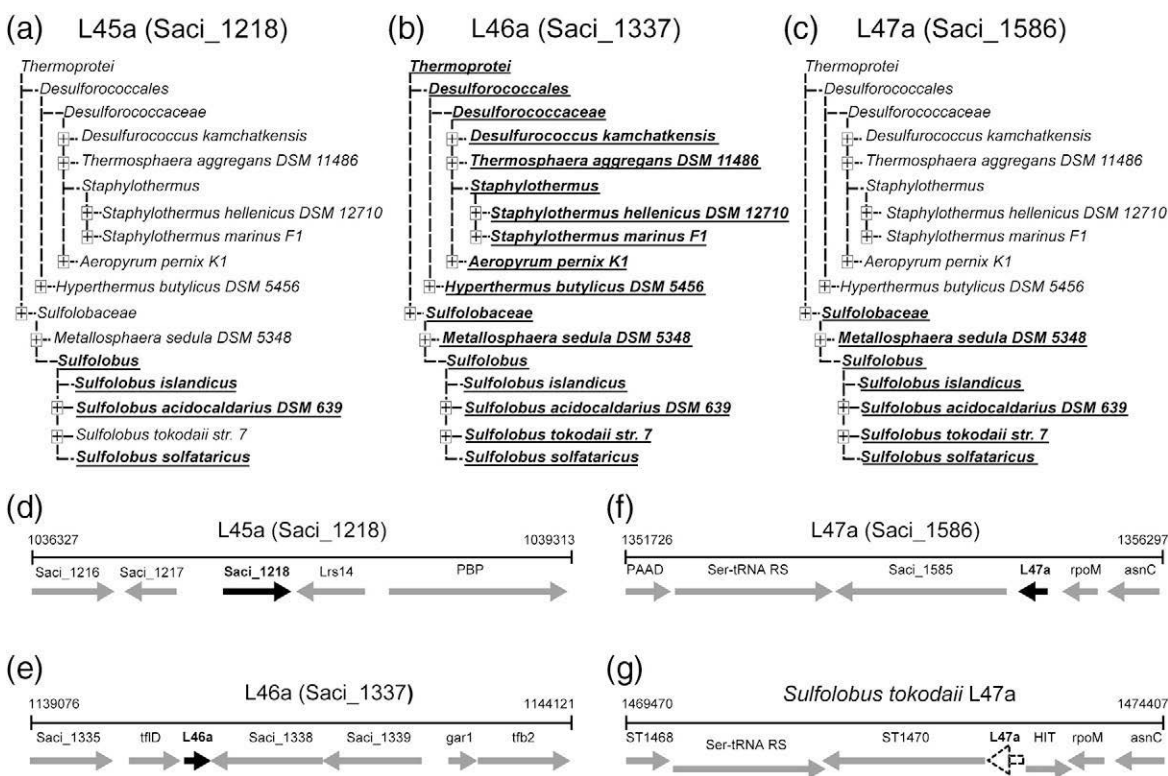 (a) L45a (Saci_1218)
Thermoprotei
Desulforococcales
Desulforococcaceae
Desulfurococcus kamchatkensis
Thermosphaera aggregans DSM 11486
Staphylothermus
Staphylothermus hellenicus DSM 12710
Staphylothermus marinus F1
Aeropyrum pernix K1
Hyperthermus butylicus DSM 5456
Sulfolobaceae
Metallosphaera sedula DSM 5348
Sulfolobus
Sulfolobus islandicus
Sulfolobus acidocaldarius DSM 639
Sulfolobus tokodaii str. 7
Sulfolobus solfataricus
(b) L46a (Saci_1337)
Thermoprotei
Desulforococcales
Desulforococcaceae
Desulfurococcus kamchatkensis
Thermosphaera aggregans DSM 11486
Staphylothermus
Staphylothermus hellenicus DSM 12710
Staphylothermus marinus F1
Aeropyrum pernix K1
Hyperthermus butylicus DSM 5456
Sulfolobaceae
Metallosphaera sedula DSM 5348
Sulfolobus
Sulfolobus islandicus
Sulfolobus acidocaldarius DSM 639
Sulfolobus tokodaii str. 7
Sulfolobus solfataricus
(c) L47a (Saci_1586)
Thermoprotei
Desulforococcales
Desulforococcaceae
Desulfurococcus kamchatkensis
Thermosphaera aggregans DSM 11486
Staphylothermus
Staphylothermus hellenicus DSM 12710
Staphylothermus marinus F1
Aeropyrum pernix K1
Hyperthermus butylicus DSM 5456
Sulfolobaceae
Metallosphaera sedula DSM 5348
Sulfolobus
Sulfolobus islandicus
Sulfolobus acidocaldarius DSM 639
Sulfolobus tokodaii str. 7
Sulfolobus solfataricus
(d) L45a (Saci_1218)
1036327 1039313
Saci_1216 Saci_1217 Saci_1218 Lrs14 PBP
(f) L47a (Saci_1586)
1351726 1356297
PAAD Ser-tRNA RS Saci_1585 L47a rpoM asnC
(e) L46a (Saci_1337)
1139076 1144121
Saci_1335 tflD L46a Saci_1338 Saci_1339 gar1 tfb2
(g) Sulfolobus tokodaii L47a
1469470 1474407
ST1468 Ser-tRNA RS ST1470 L47a HIT rpoM asnC